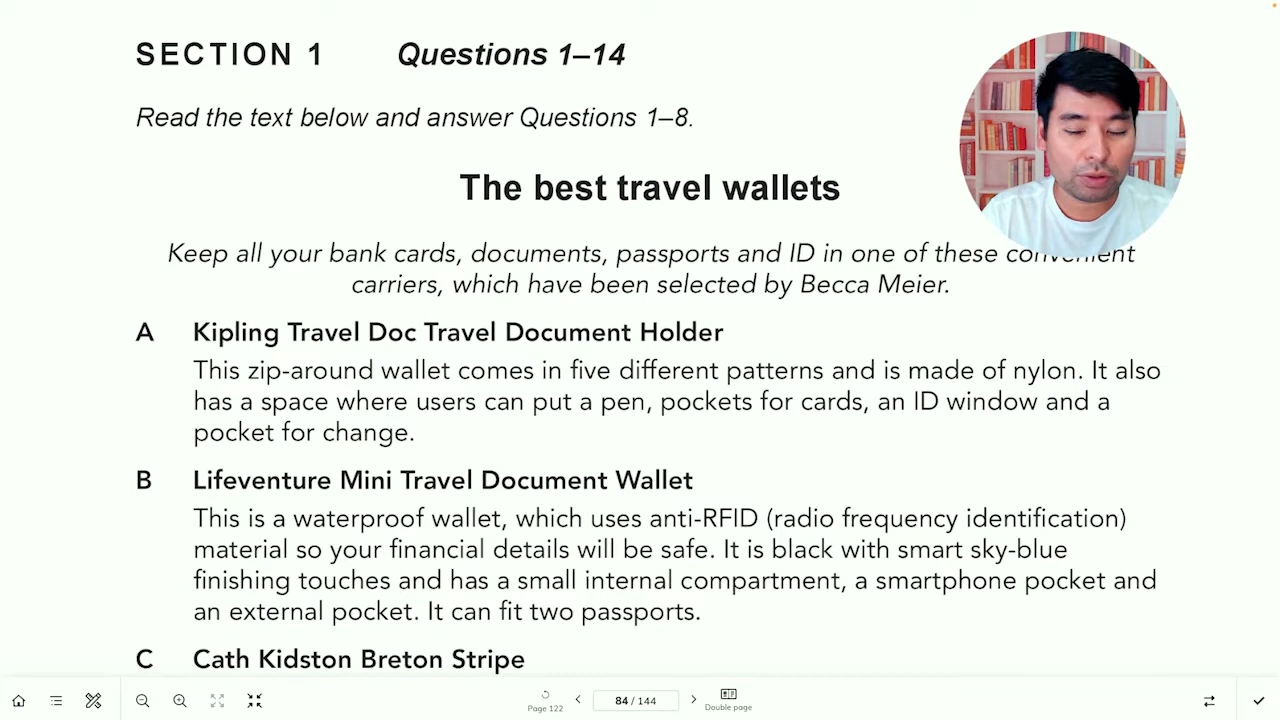 SECTION 1 Questions 1–14
Read the text below and answer Questions 1–8.
The best travel wallets
Keep all your bank cards, documents, passports and ID in one of these convenient
carriers, which have been selected by Becca Meier.
A Kipling Travel Doc Travel Document Holder
This zip-around wallet comes in five different patterns and is made of nylon. It also
has a space where users can put a pen, pockets for cards, an ID window and a
pocket for change.
B Lifeventure Mini Travel Document Wallet
This is a waterproof wallet, which uses anti-RFID (radio frequency identification)
material so your financial details will be safe. It is black with smart sky-blue
finishing touches and has a small internal compartment, a smartphone pocket and
an external pocket. It can fit two passports.
C Cath Kidston Breton Stripe
Page 122
84 / 144
Double page